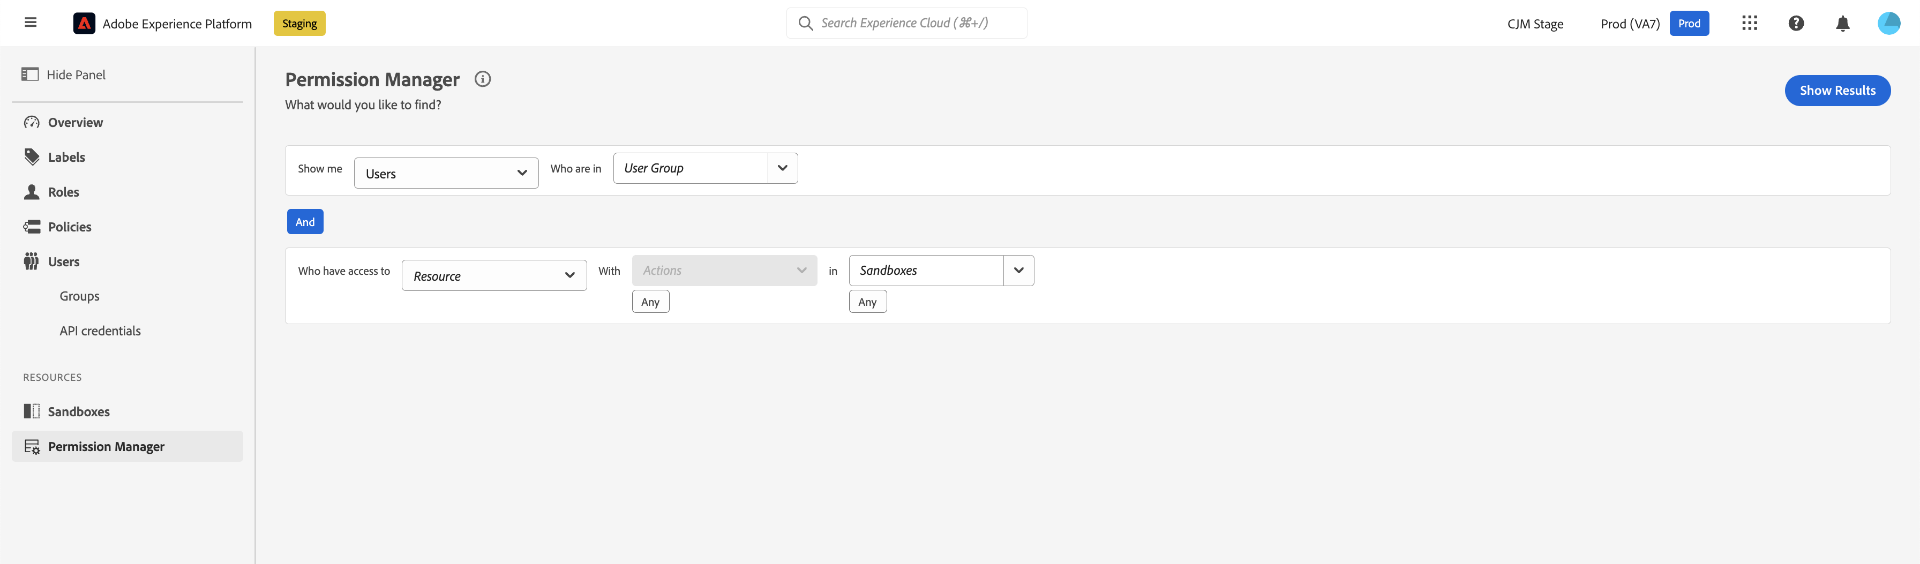 Adobe Experience Platform
Staging
Search Experience Cloud (⌘+/)
CJM Stage
Prod (VA7)
Prod
Hide Panel
Overview
Labels
Roles
Policies
Users
Groups
API credentials
RESOURCES
Sandboxes
Permission Manager
Permission Manager
What would you like to find?
Show Results
Show me
Users
Who are in
User Group
And
Who have access to
Resource
With
Actions
in
Sandboxes
Any
Any